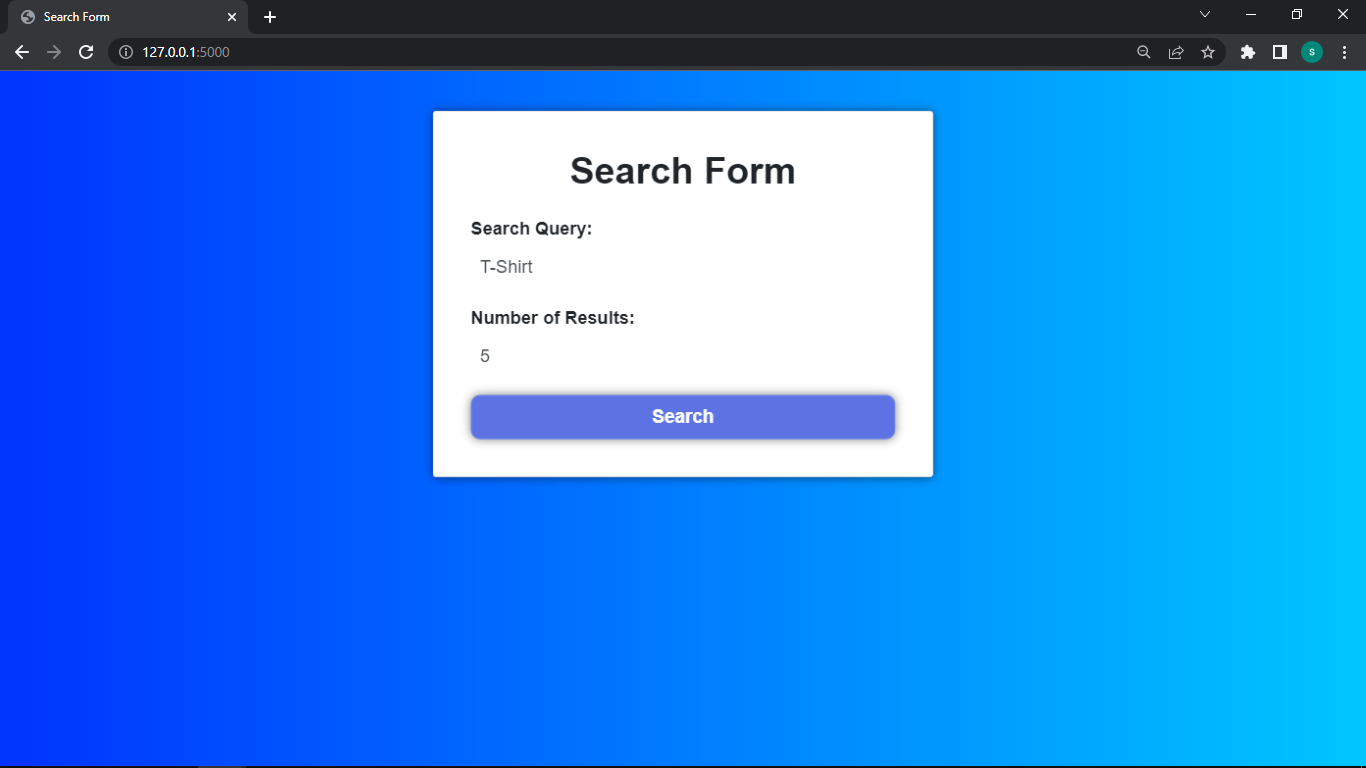 Search Form
127.0.0.1:5000
S
Search Form
Search Query:
T-Shirt
Number of Results:
5
Search